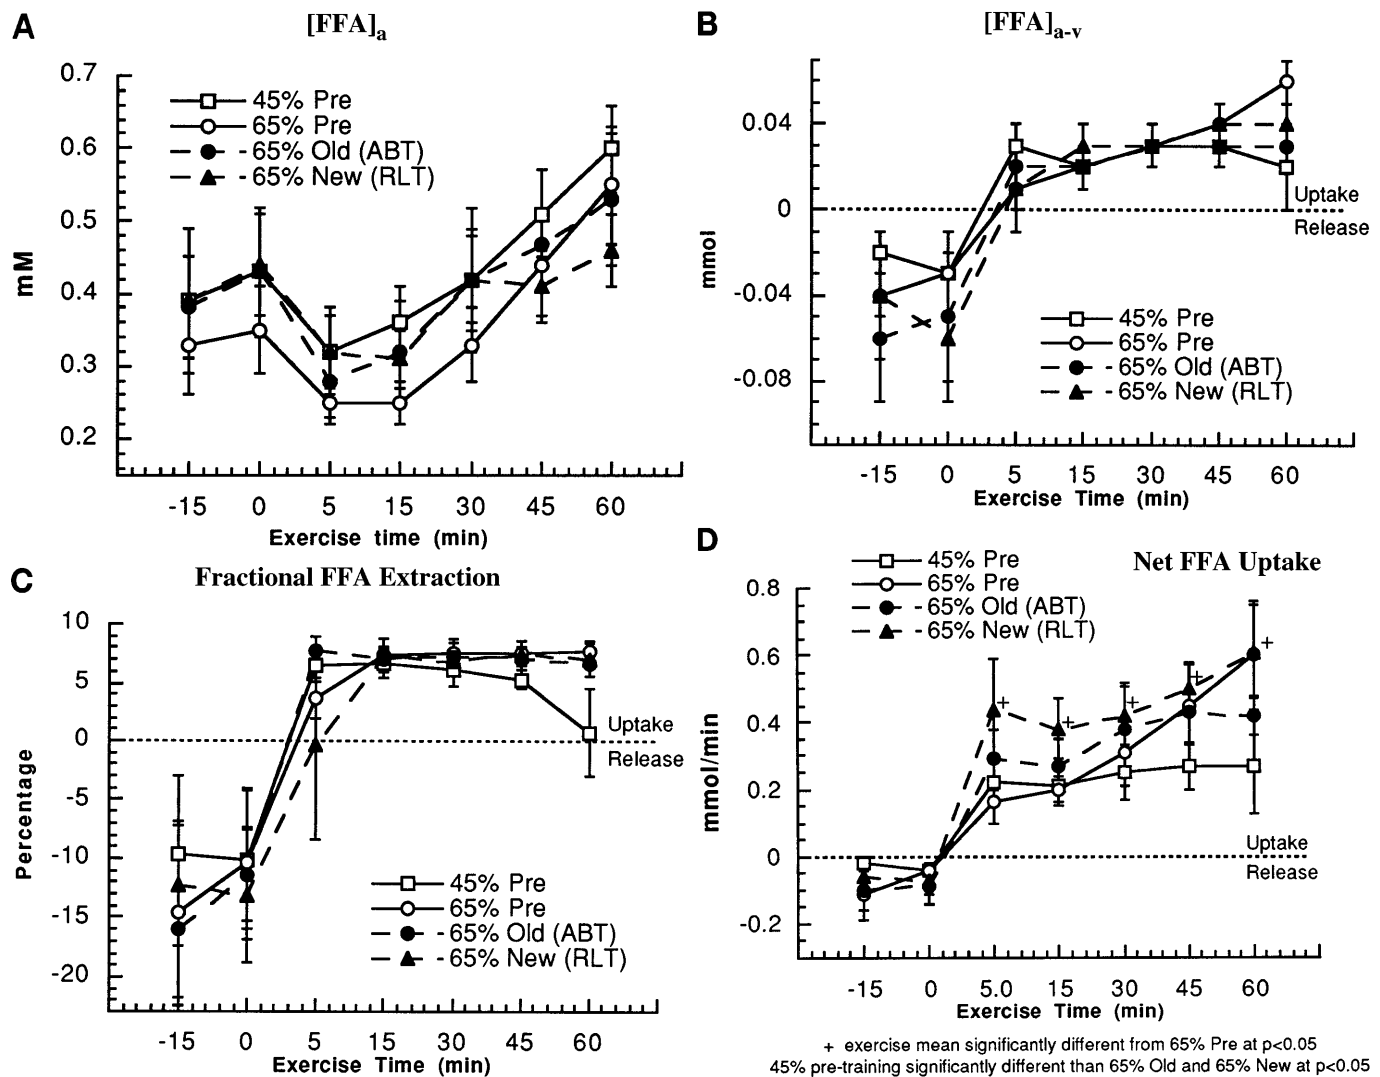 A
[FFA]a
0.7
0.6
0.5
0.4
0.3
0.2
mM
45% Pre
65% Pre
65% Old (ABT)
65% New (RLT)
-15 0 5 15 30 45 60
Exercise time (min)
B
[FFA]a-v
0.04
0
-0.04
-0.08
mmol
Uptake
Release
45% Pre
65% Pre
65% Old (ABT)
65% New (RLT)
-15 0 5 15 30 45 60
Exercise Time (min)
C
Fractional FFA Extraction
10
5
0
-5
-10
-15
-20
Percentage
Uptake
Release
45% Pre
65% Pre
65% Old (ABT)
65% New (RLT)
-15 0 5 15 30 45 60
Exercise Time (min)
D
Net FFA Uptake
45% Pre
65% Pre
65% Old (ABT)
65% New (RLT)
0.8
0.6
0.4
0.2
0
-0.2
mmol/min
+ + + + +
Uptake
Release
-15 0 5.0 15 30 45 60
Exercise Time (min)
+ exercise mean significantly different from 65% Pre at p<0.05
45% pre-training significantly different than 65% Old and 65% New at p<0.05